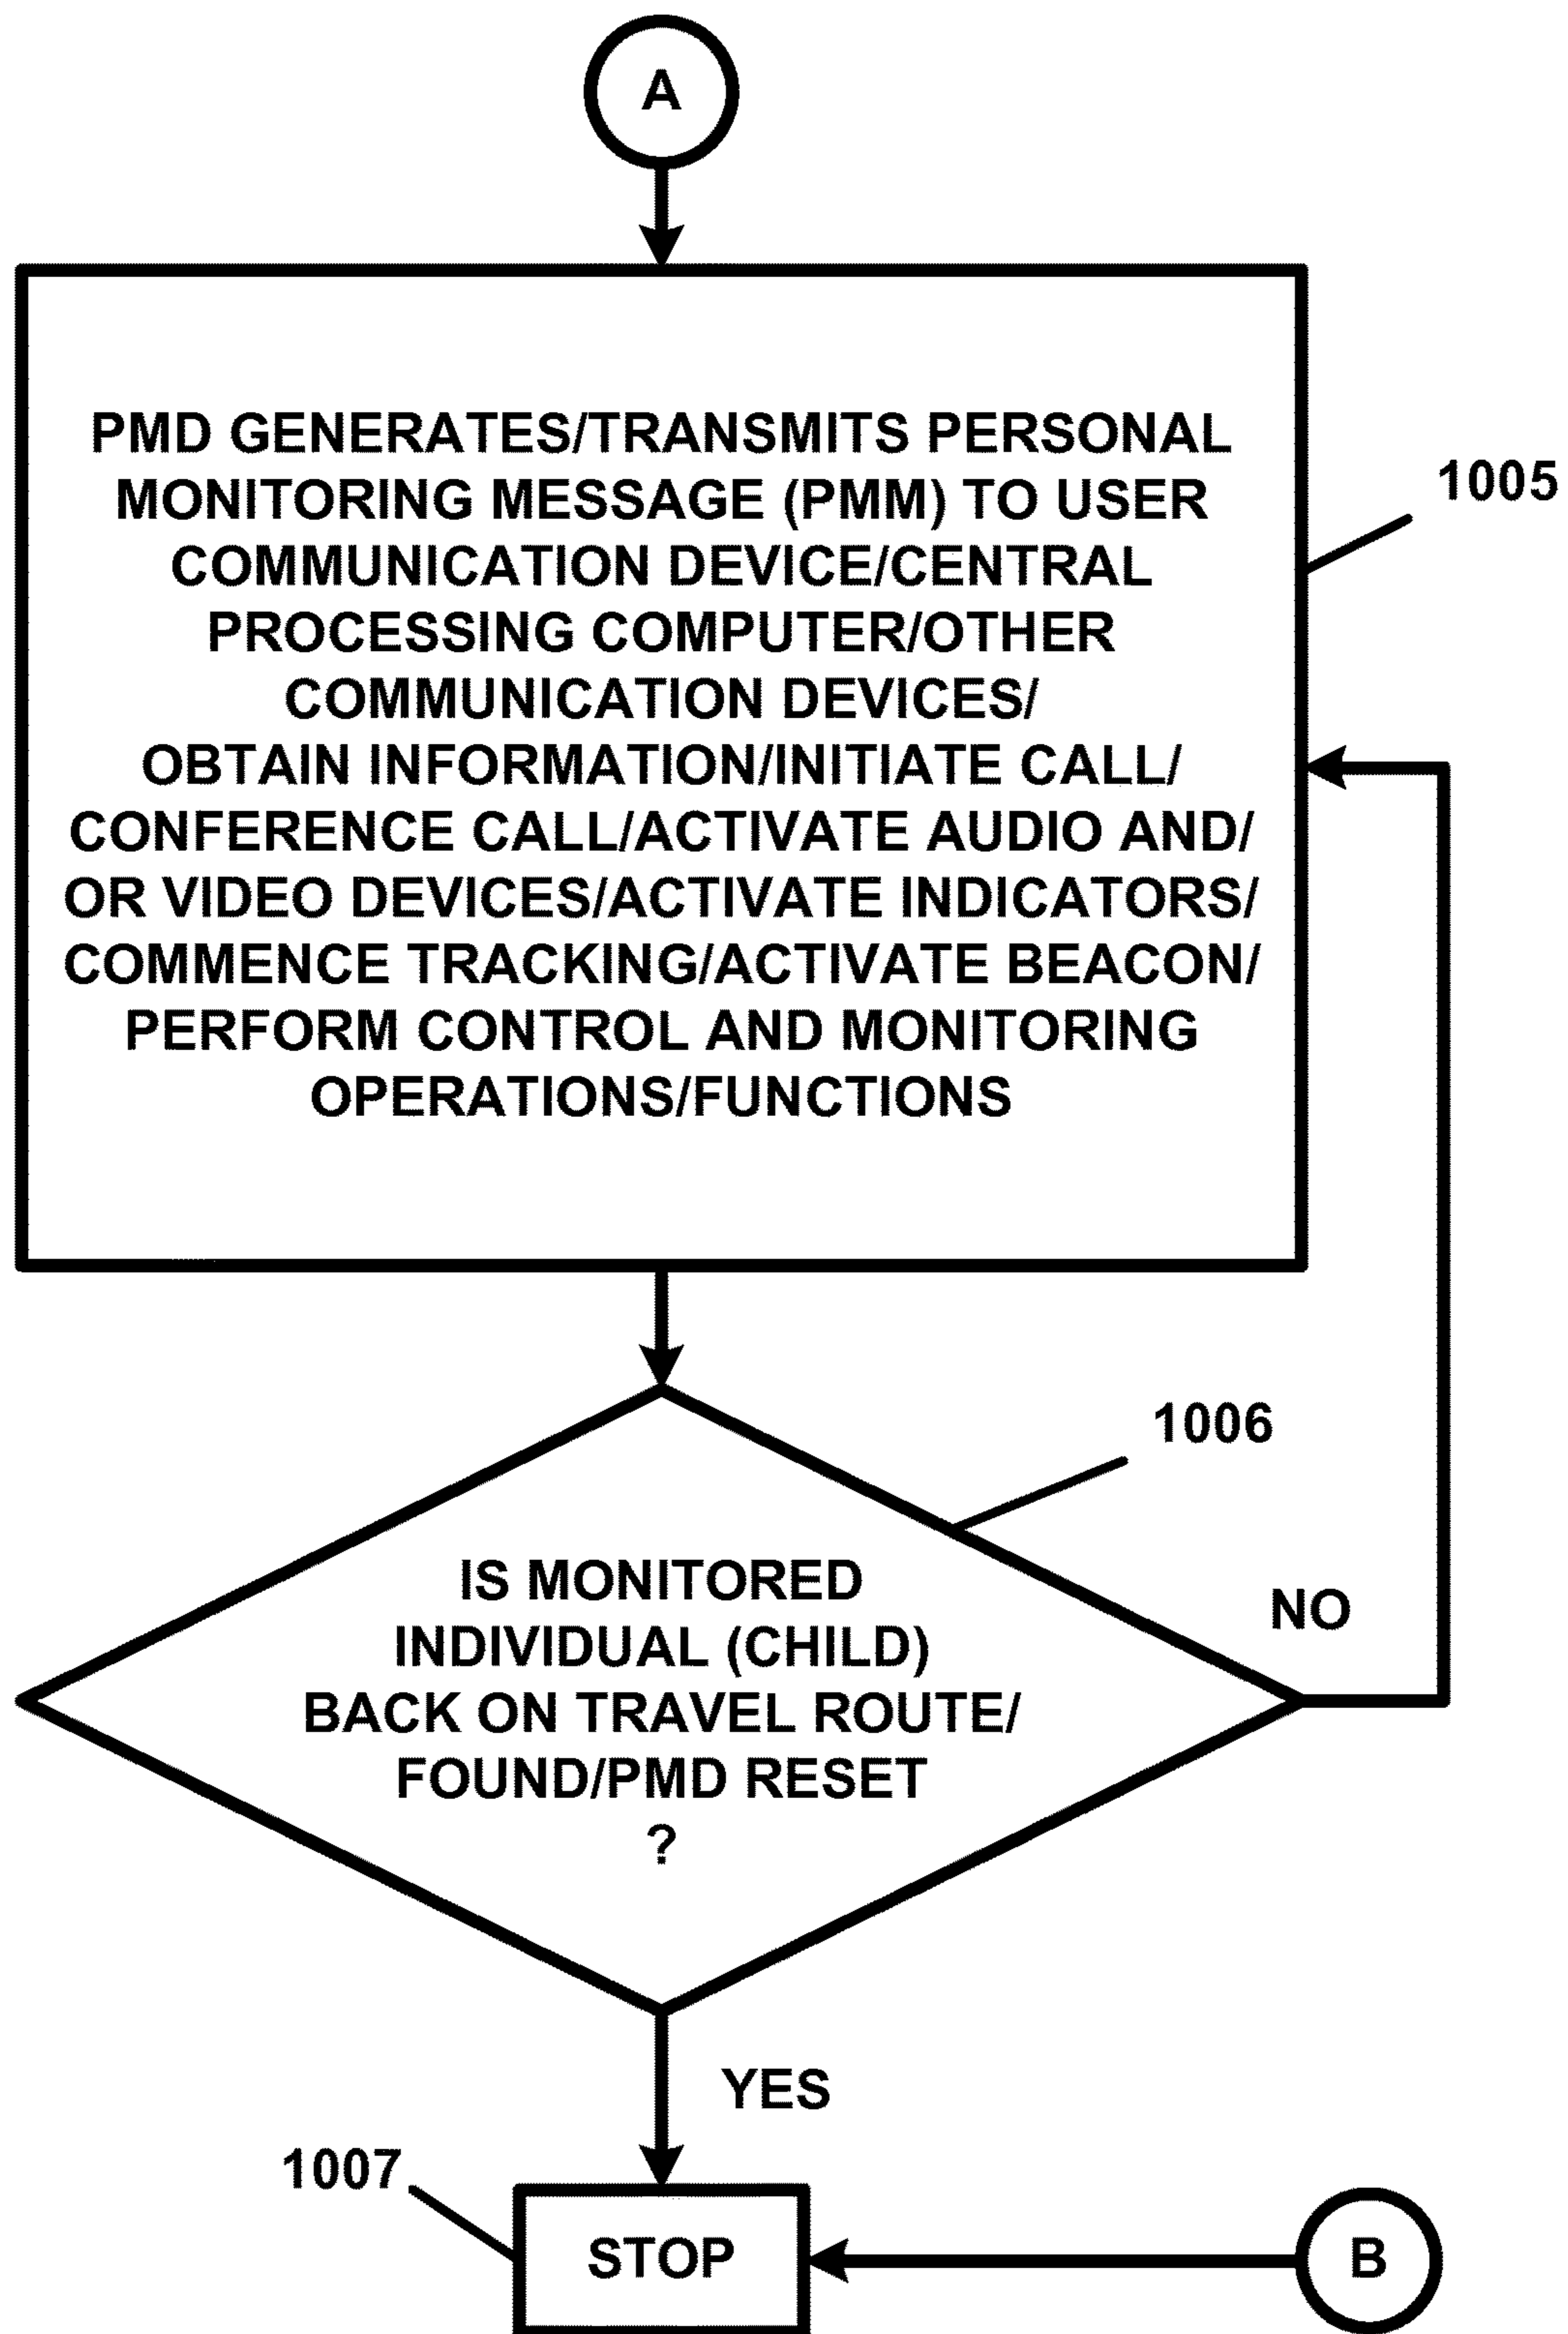 A
PMD GENERATES/TRANSMITS PERSONAL
MONITORING MESSAGE (PMM) TO USER
COMMUNICATION DEVICE/CENTRAL
PROCESSING COMPUTER/OTHER
COMMUNICATION DEVICES/
OBTAIN INFORMATION/INITIATE CALL/
CONFERENCE CALL/ACTIVATE AUDIO AND/
OR VIDEO DEVICES/ACTIVATE INDICATORS/
COMMENCE TRACKING/ACTIVATE BEACON/
PERFORM CONTROL AND MONITORING
OPERATIONS/FUNCTIONS
1005
1006
IS MONITORED
INDIVIDUAL (CHILD)
BACK ON TRAVEL ROUTE/
FOUND/PMD RESET
?
NO
YES
1007
STOP
B